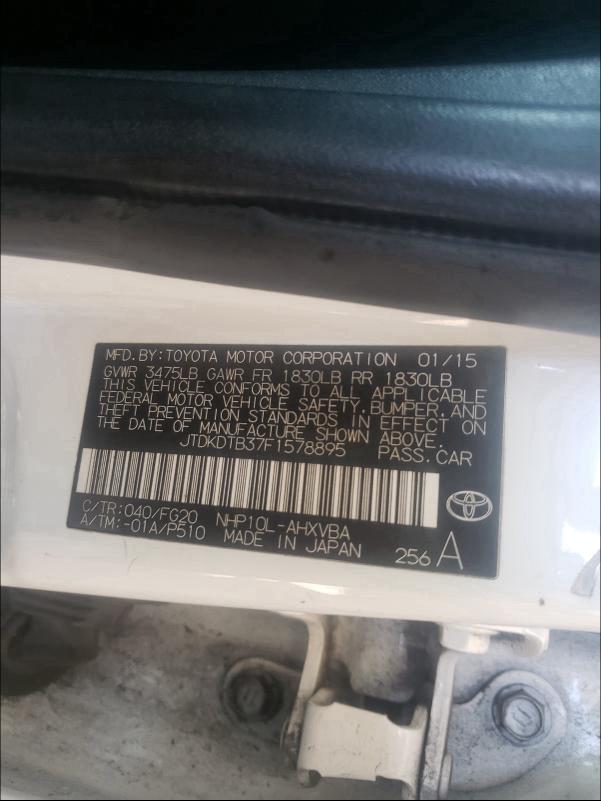 MFD.BY:TOYOTA MOTOR CORPORATION 01/15
GVWR 3475LB GAWR FR 1830LB RR 1830LB
THIS VEHICLE CONFORMS TO ALL APPLICABLE
FEDERAL MOTOR VEHICLE SAFETY,BUMPER,AND
THEFT PREVENTION STANDARDS IN EFFECT ON
THE DATE OF MANUFACTURE SHOWN ABOVE.
JTDKDTB37F1578895 PASS.CAR
C/TR:040/FG20 NHP10L-AHXVBA
A/TM:-01A/P510 MADE IN JAPAN 256 A